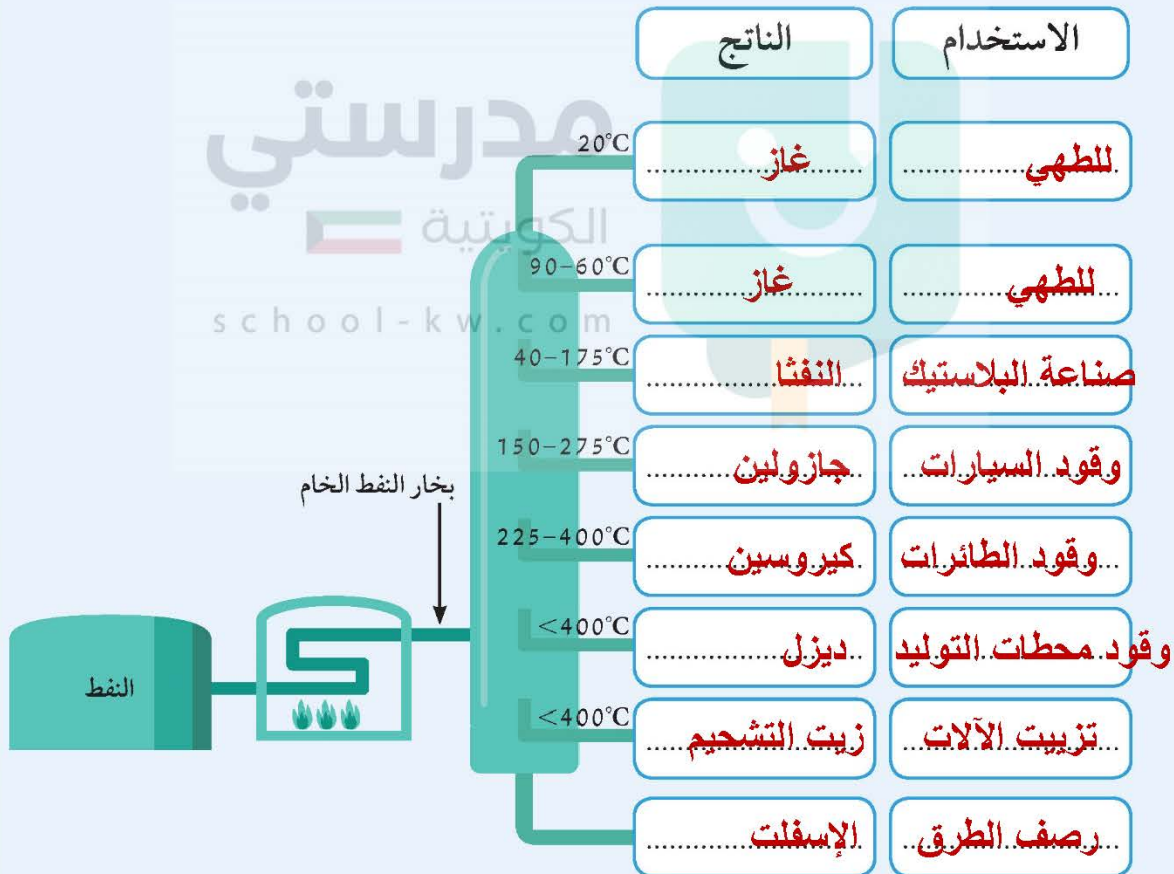 الاستخدام
الناتج
مدرستي
الكويتية
school-kw.com
20°C
غاز
للطهي
90-60°C
غاز
للطهي
40-175°C
النفثا
صناعة البلاستيك
150-275°C
جازولين
وقود السيارات
بخار النفط الخام
225-400°C
كيروسين
وقود الطائرات
<400°C
ديزل
وقود محطات التوليد
النفط
<400°C
زيت التشحيم
تزييت الآلات
الإسفلت
رصف الطرق